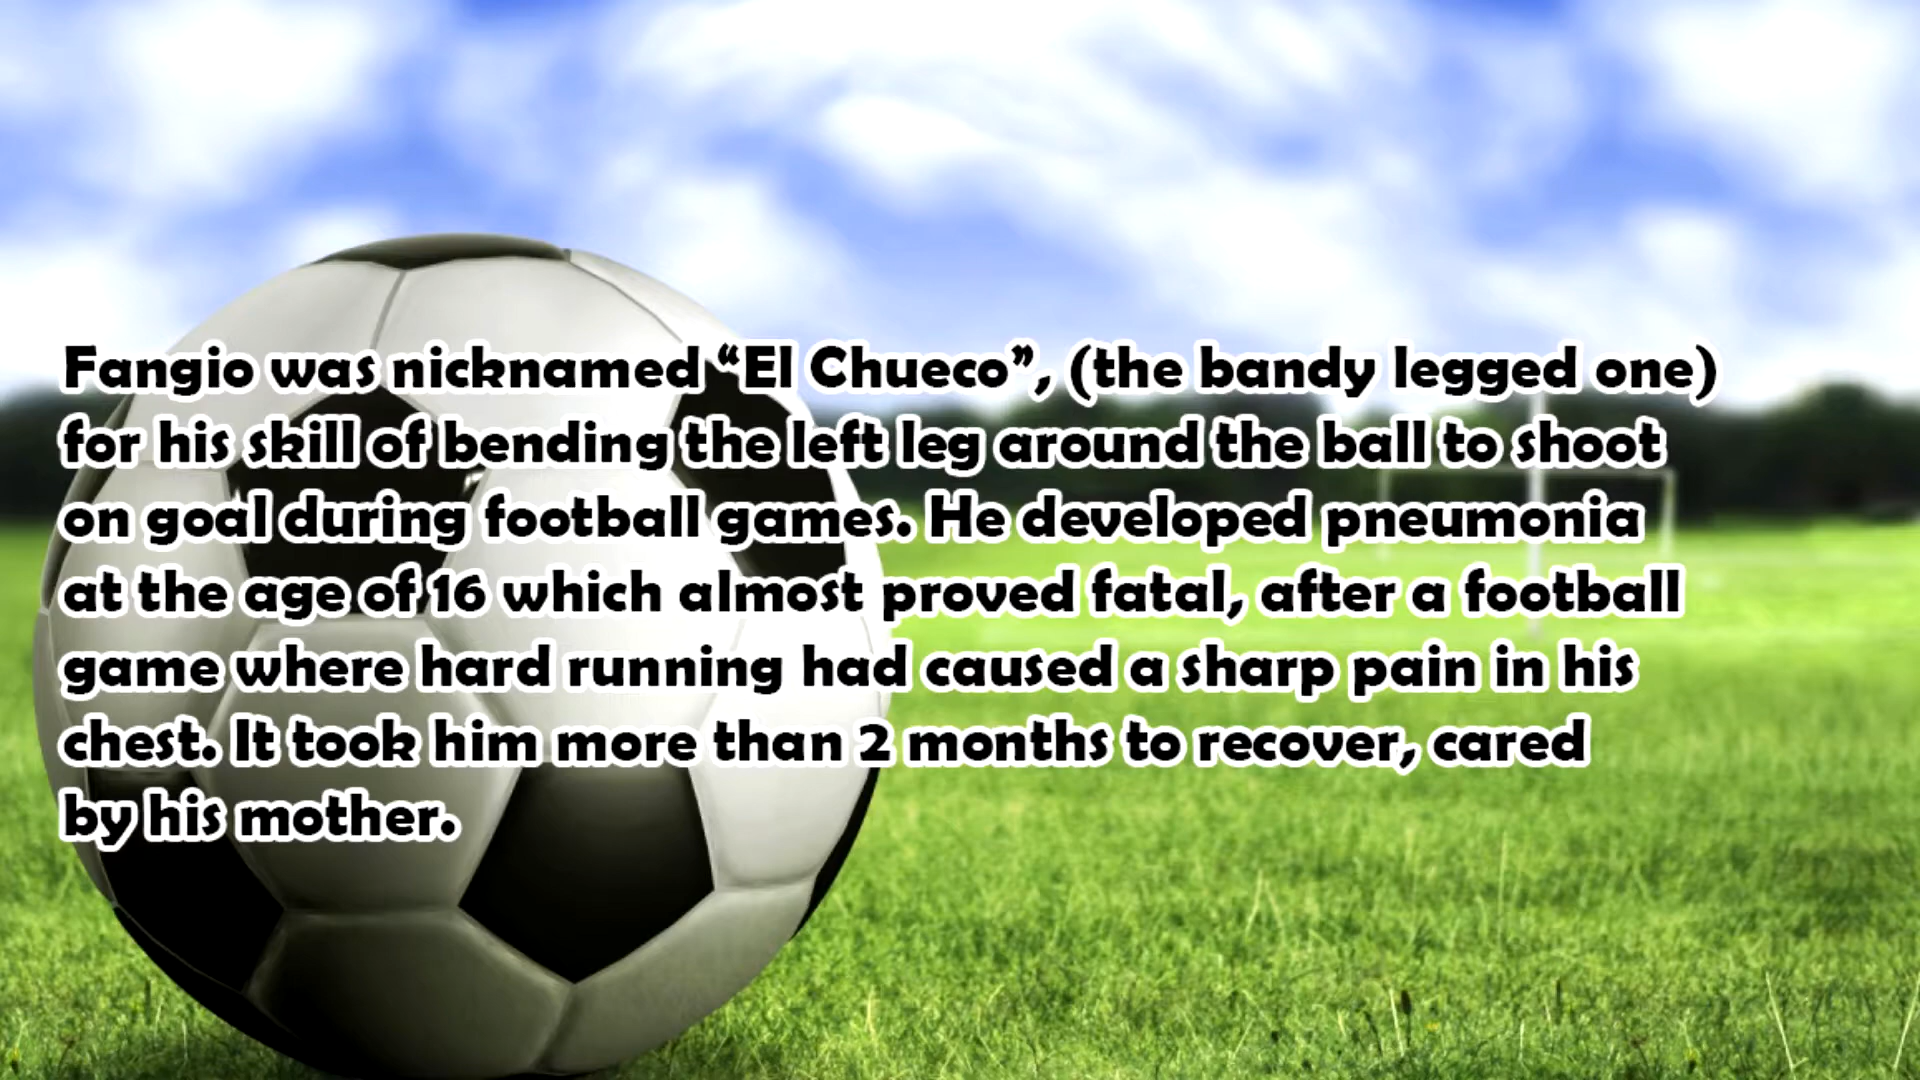 Fangio was nicknamed “El Chueco”, (the bandy legged one)
for his skill of bending the left leg around the ball to shoot
on goal during football games. He developed pneumonia
at the age of 16 which almost proved fatal, after a football
game where hard running had caused a sharp pain in his
chest. It took him more than 2 months to recover, cared
by his mother.